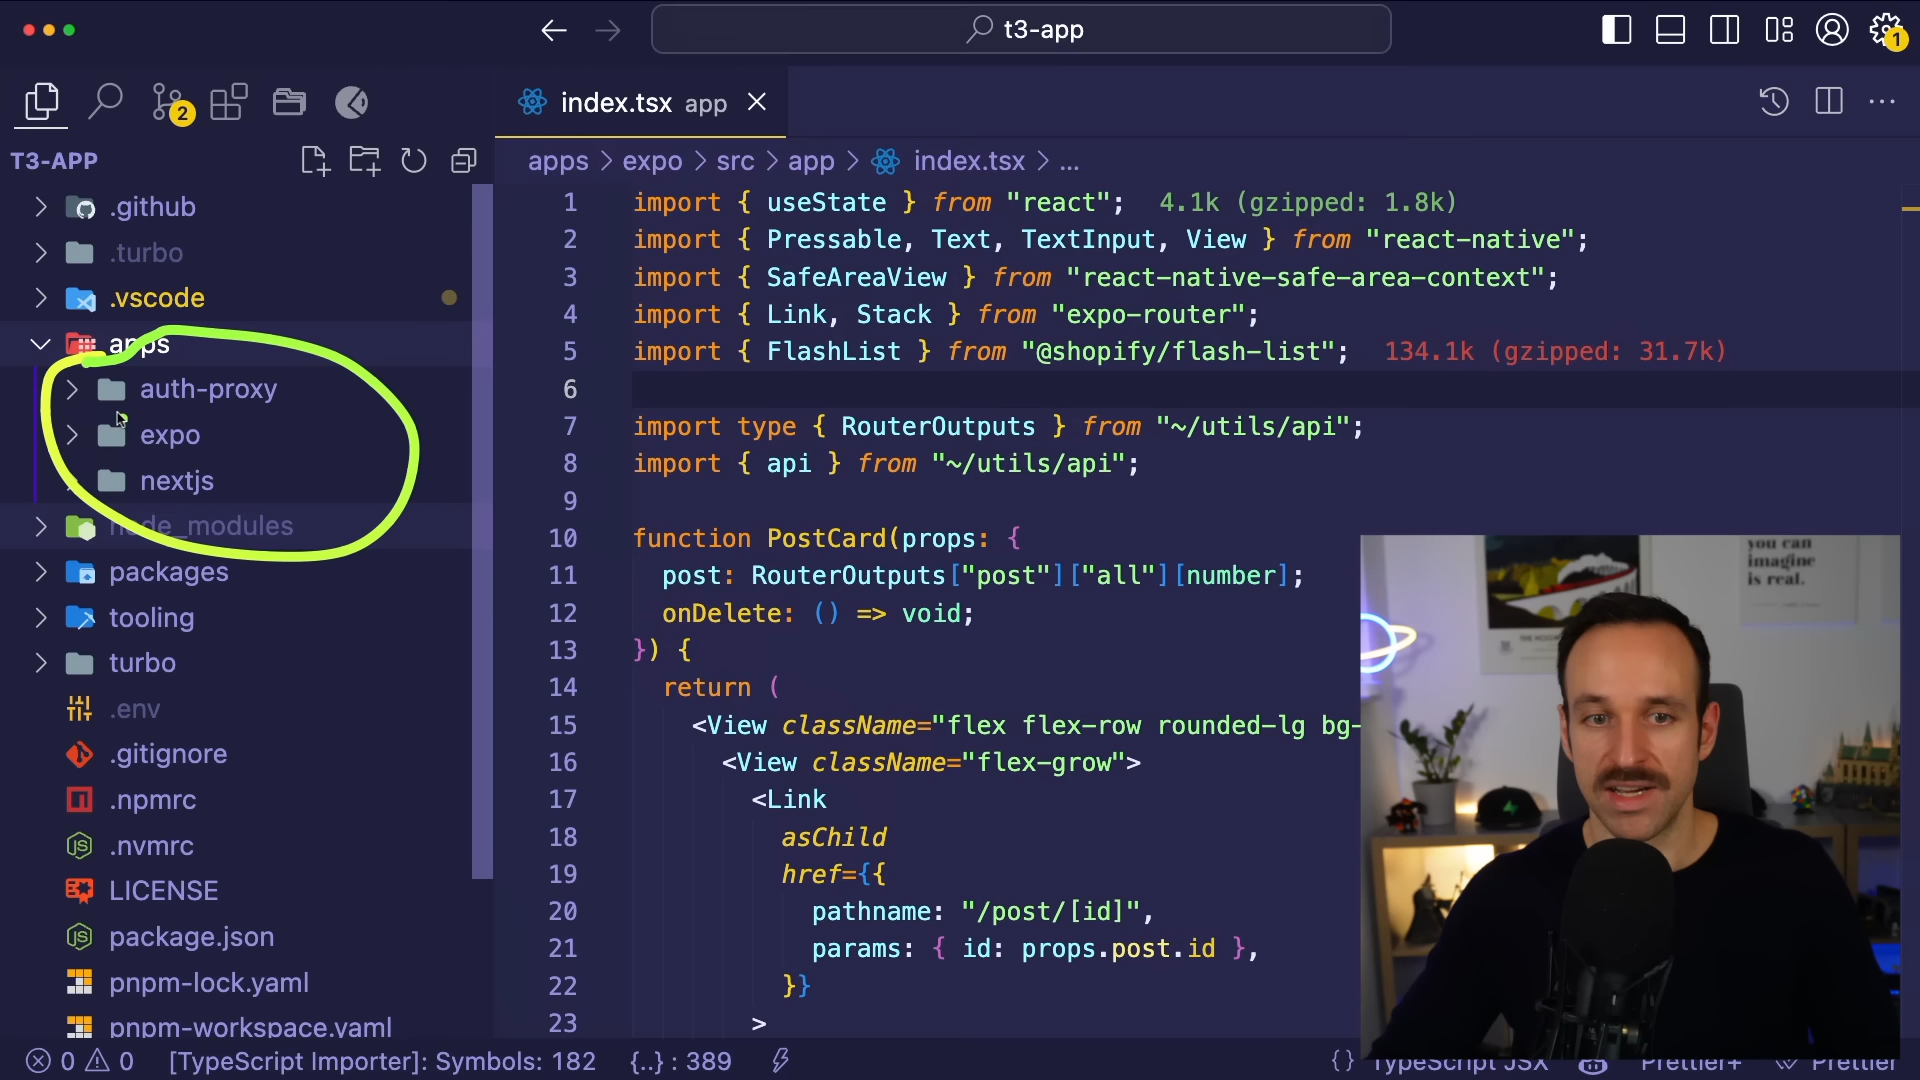 t3-app
1
2
index.tsx app
T3-APP
apps > expo > src > app > index.tsx > ...
.github
.turbo
.vscode
apps
auth-proxy
expo
nextjs
node_modules
packages
tooling
turbo
.env
.gitignore
.npmrc
.nvmrc
LICENSE
package.json
pnpm-lock.yaml
pnpm-workspace.yaml
1 import { useState } from "react"; 4.1k (gzipped: 1.8k)
2 import { Pressable, Text, TextInput, View } from "react-native";
3 import { SafeAreaView } from "react-native-safe-area-context";
4 import { Link, Stack } from "expo-router";
5 import { FlashList } from "@shopify/flash-list"; 134.1k (gzipped: 31.7k)
6
7 import type { RouterOutputs } from "~/utils/api";
8 import { api } from "~/utils/api";
9
10 function PostCard(props: {
11 post: RouterOutputs["post"]["all"][number];
12 onDelete: () => void;
13 }) {
14 return (
15 <View className="flex flex-row rounded-lg bg-
16 <View className="flex-grow">
17 <Link
18 asChild
19 href={{
20 pathname: "/post/[id]",
21 params: { id: props.post.id },
22 }}
23 >
you can
imagine
is real.
0 0 [TypeScript Importer]: Symbols: 182 {..} : 389
{} TypeScript JSX Prettier+ Prettier